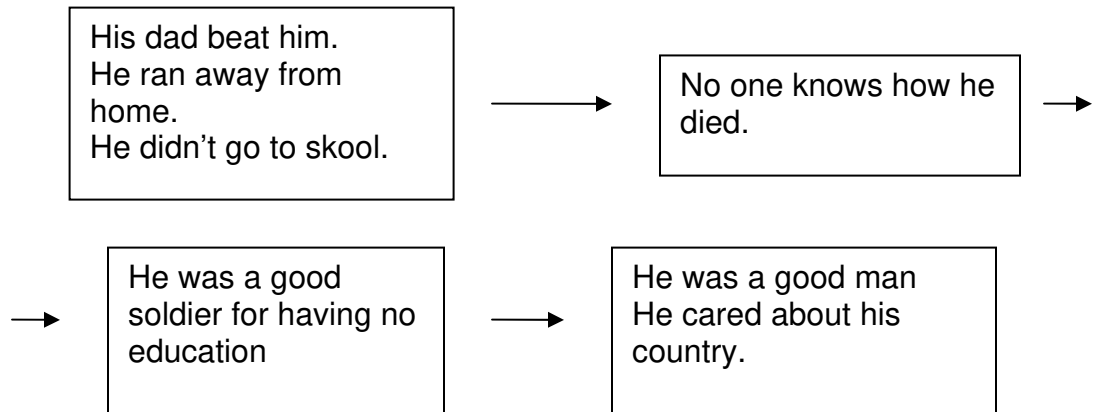 His dad beat him.
He ran away from
home.
He didn’t go to skool.
No one knows how he
died.
He was a good
soldier for having no
education
He was a good man
He cared about his
country.